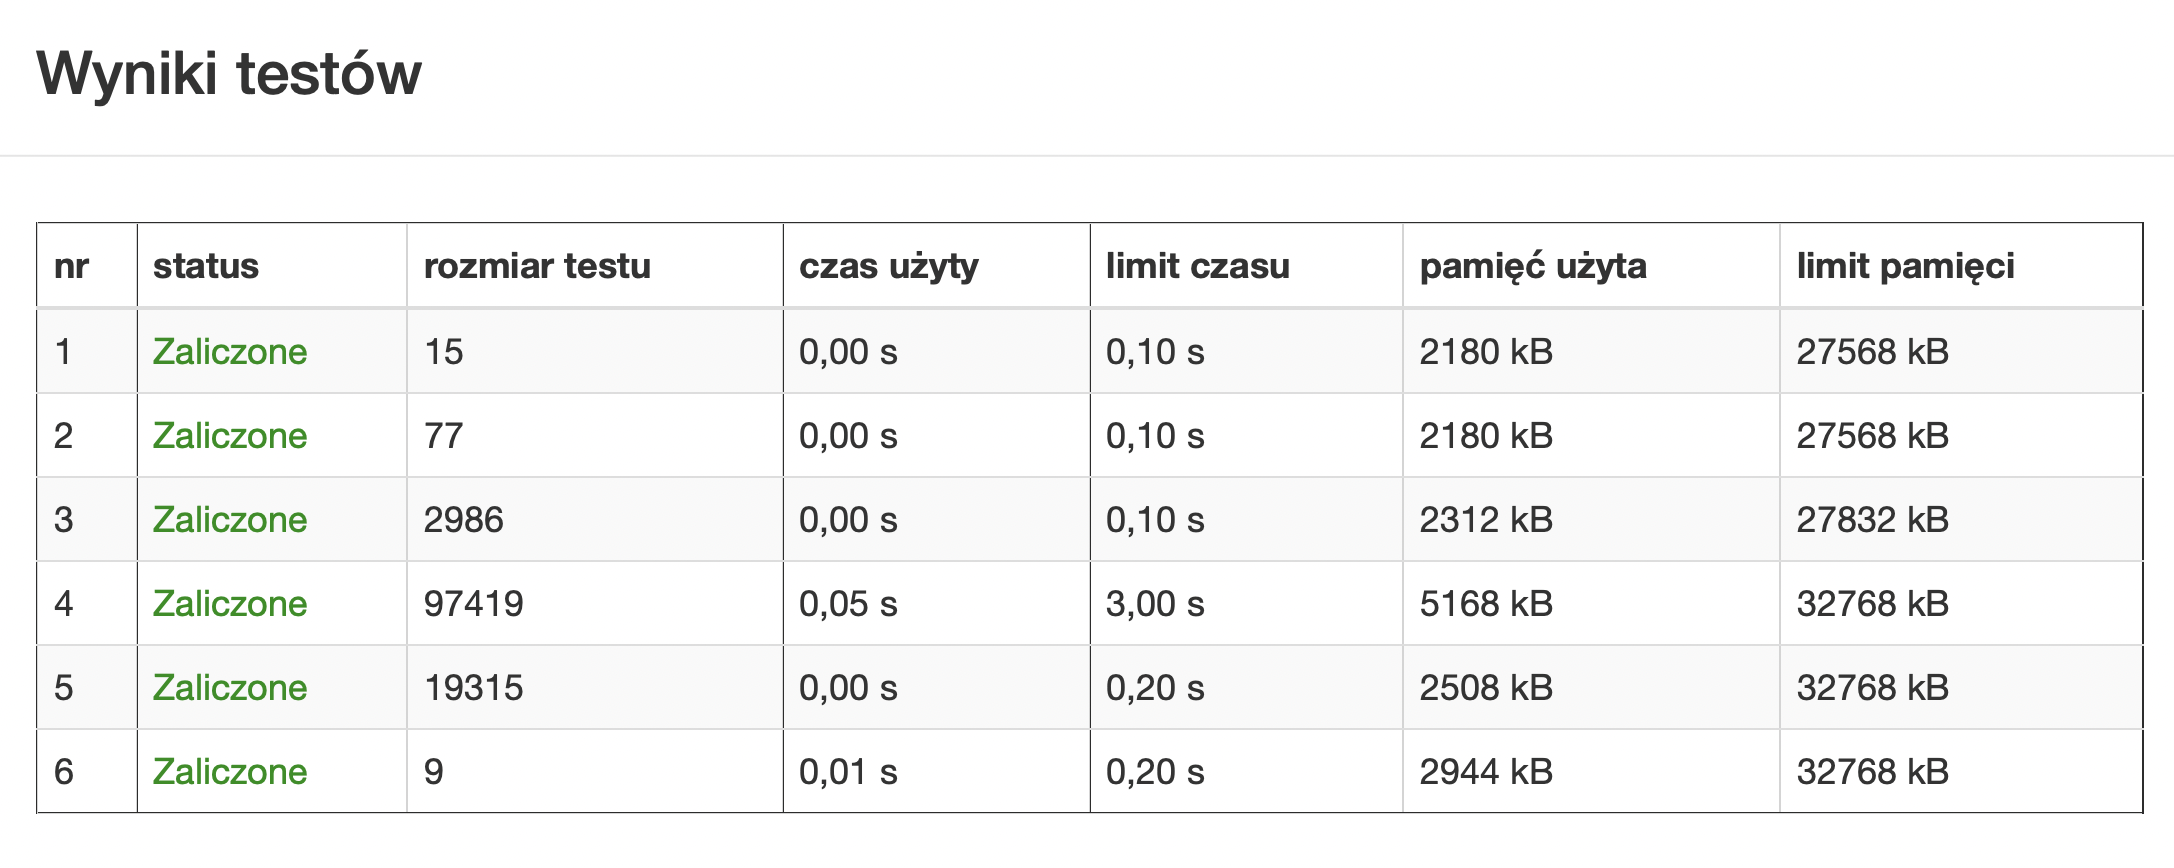 Wyniki testów
nr status rozmiar testu czas użyty limit czasu pamięć użyta limit pamięci
1 Zaliczone 15 0,00 s 0,10 s 2180 kB 27568 kB
2 Zaliczone 77 0,00 s 0,10 s 2180 kB 27568 kB
3 Zaliczone 2986 0,00 s 0,10 s 2312 kB 27832 kB
4 Zaliczone 97419 0,05 s 3,00 s 5168 kB 32768 kB
5 Zaliczone 19315 0,00 s 0,20 s 2508 kB 32768 kB
6 Zaliczone 9 0,01 s 0,20 s 2944 kB 32768 kB